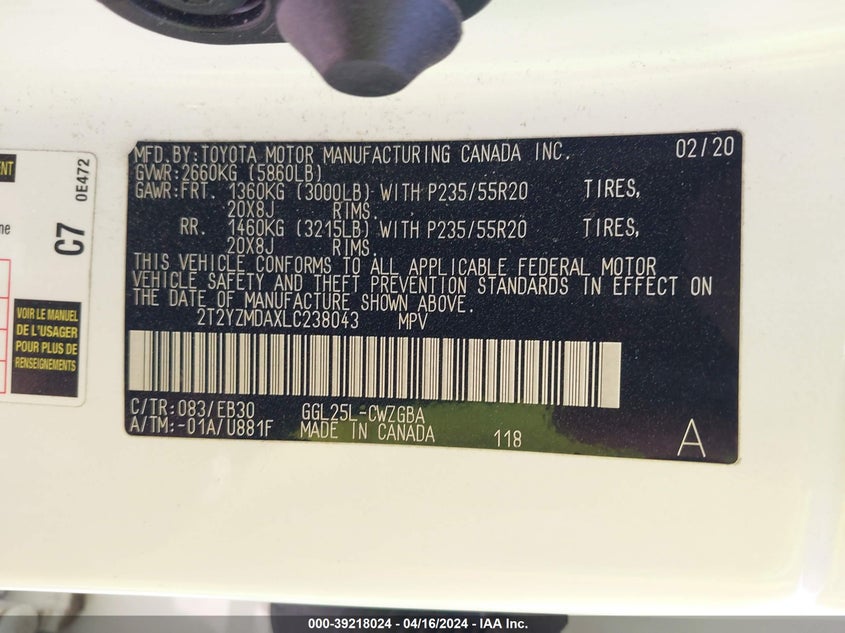 ENT
0E472
C7
ne
VOIR LE MANUEL
DE L'USAGER
POUR PLUS DE
RENSEIGNEMENTS
MFD.BY:TOYOTA MOTOR MANUFACTURING CANADA INC. 02/20
GVWR:2660KG (5860LB)
GAWR:FRT. 1360KG (3000LB) WITH P235/55R20 TIRES,
20X8J RIMS.
RR. 1460KG (3215LB) WITH P235/55R20 TIRES,
20X8J RIMS.
THIS VEHICLE CONFORMS TO ALL APPLICABLE FEDERAL MOTOR
VEHICLE SAFETY AND THEFT PREVENTION STANDARDS IN EFFECT ON
THE DATE OF MANUFACTURE SHOWN ABOVE.
2T2YZMDAXLC238043 MPV
C/TR:083/EB30 GGL25L-CWZGBA
A/TM:-01A/U881F MADE IN CANADA 118 A
000-39218024 - 04/16/2024 - IAA Inc.